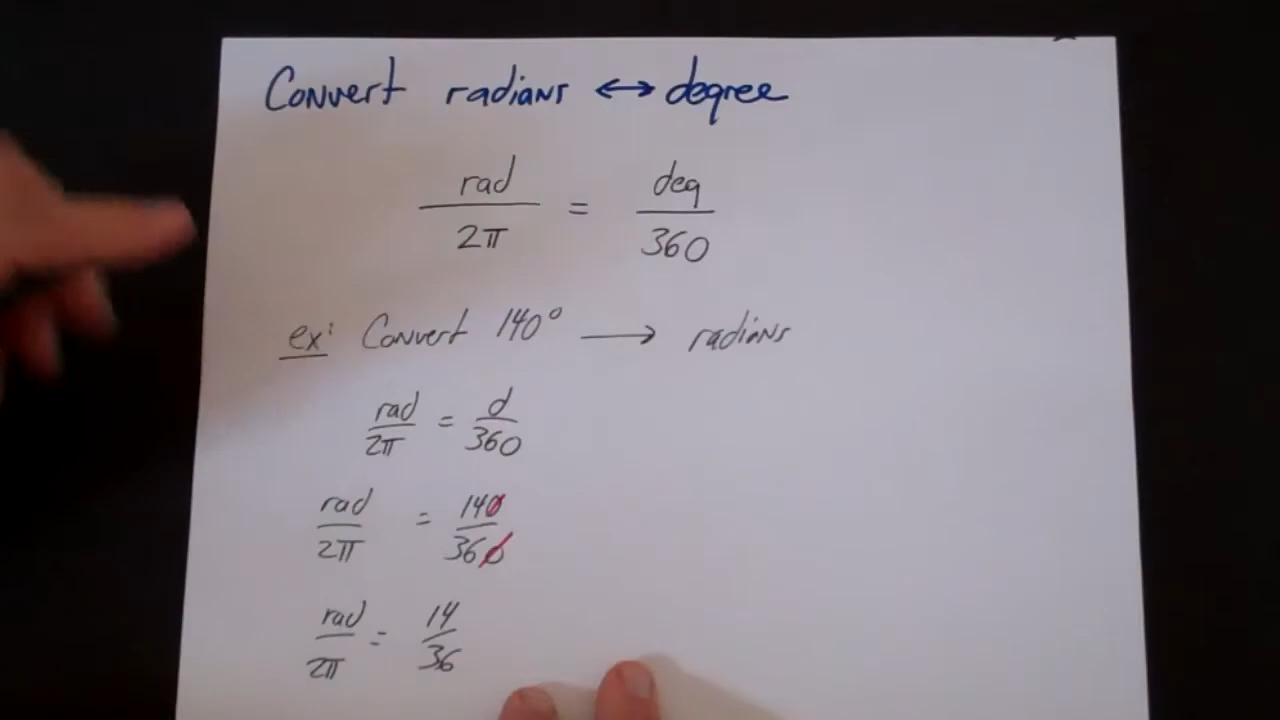 Convert radians ↔ degree
rad/2π = deg/360
ex: Convert 140° → radians
rad/2π = d/360
rad/2π = 140/360
rad/2π = 14/36